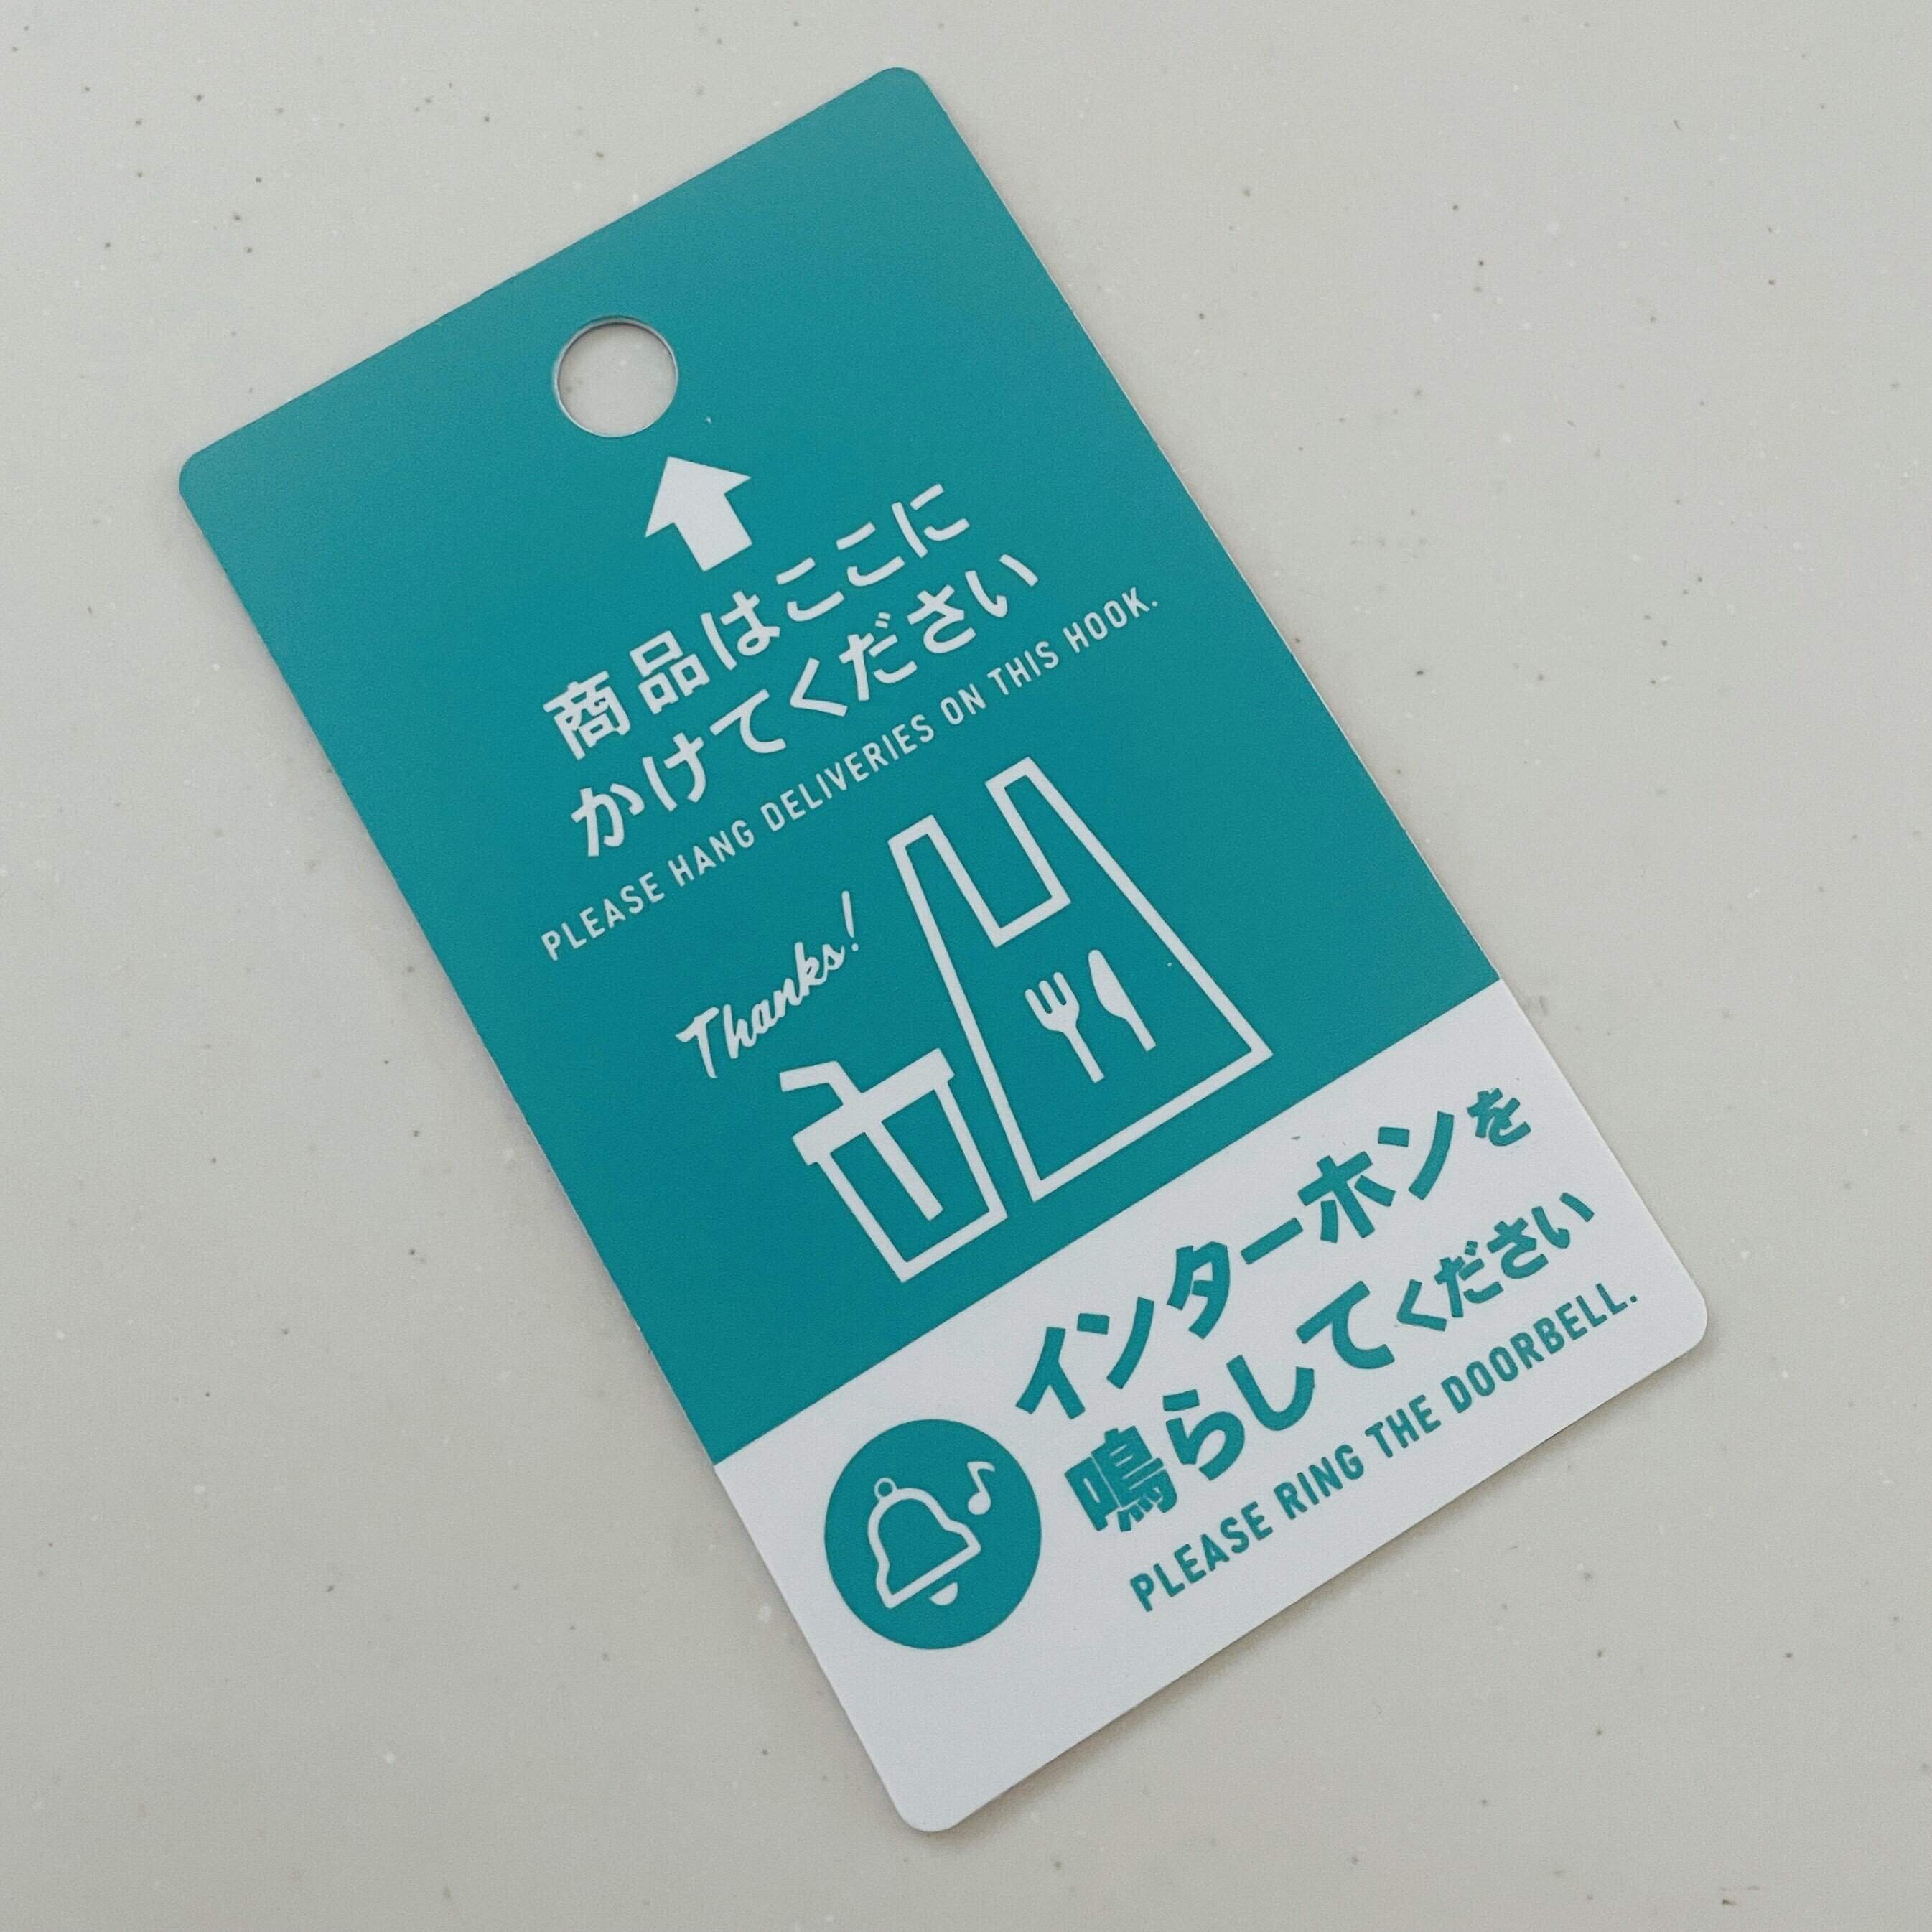 商品はここに
かけてください
PLEASE HANG DELIVERIES ON THIS HOOK.
Thanks!
インターホンを
鳴らしてください
PLEASE RING THE DOORBELL.